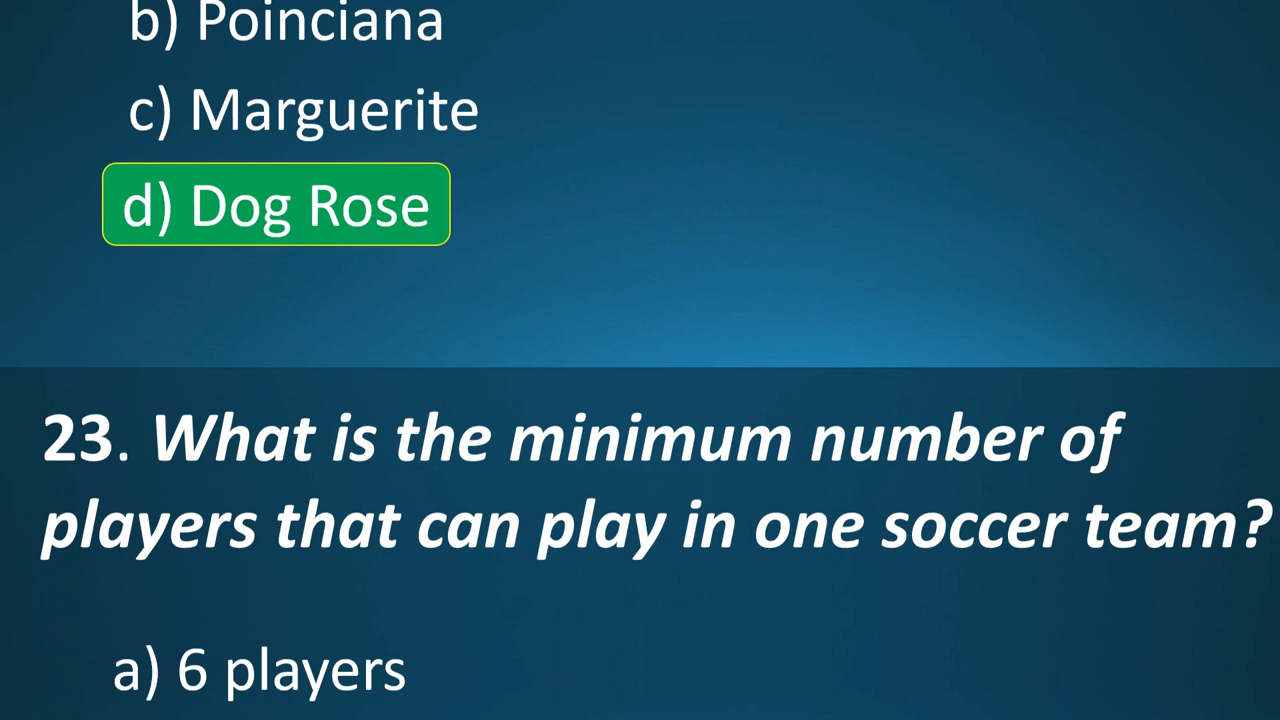 b) Poinciana
c) Marguerite
d) Dog Rose
23. What is the minimum number of
players that can play in one soccer team?
a) 6 players